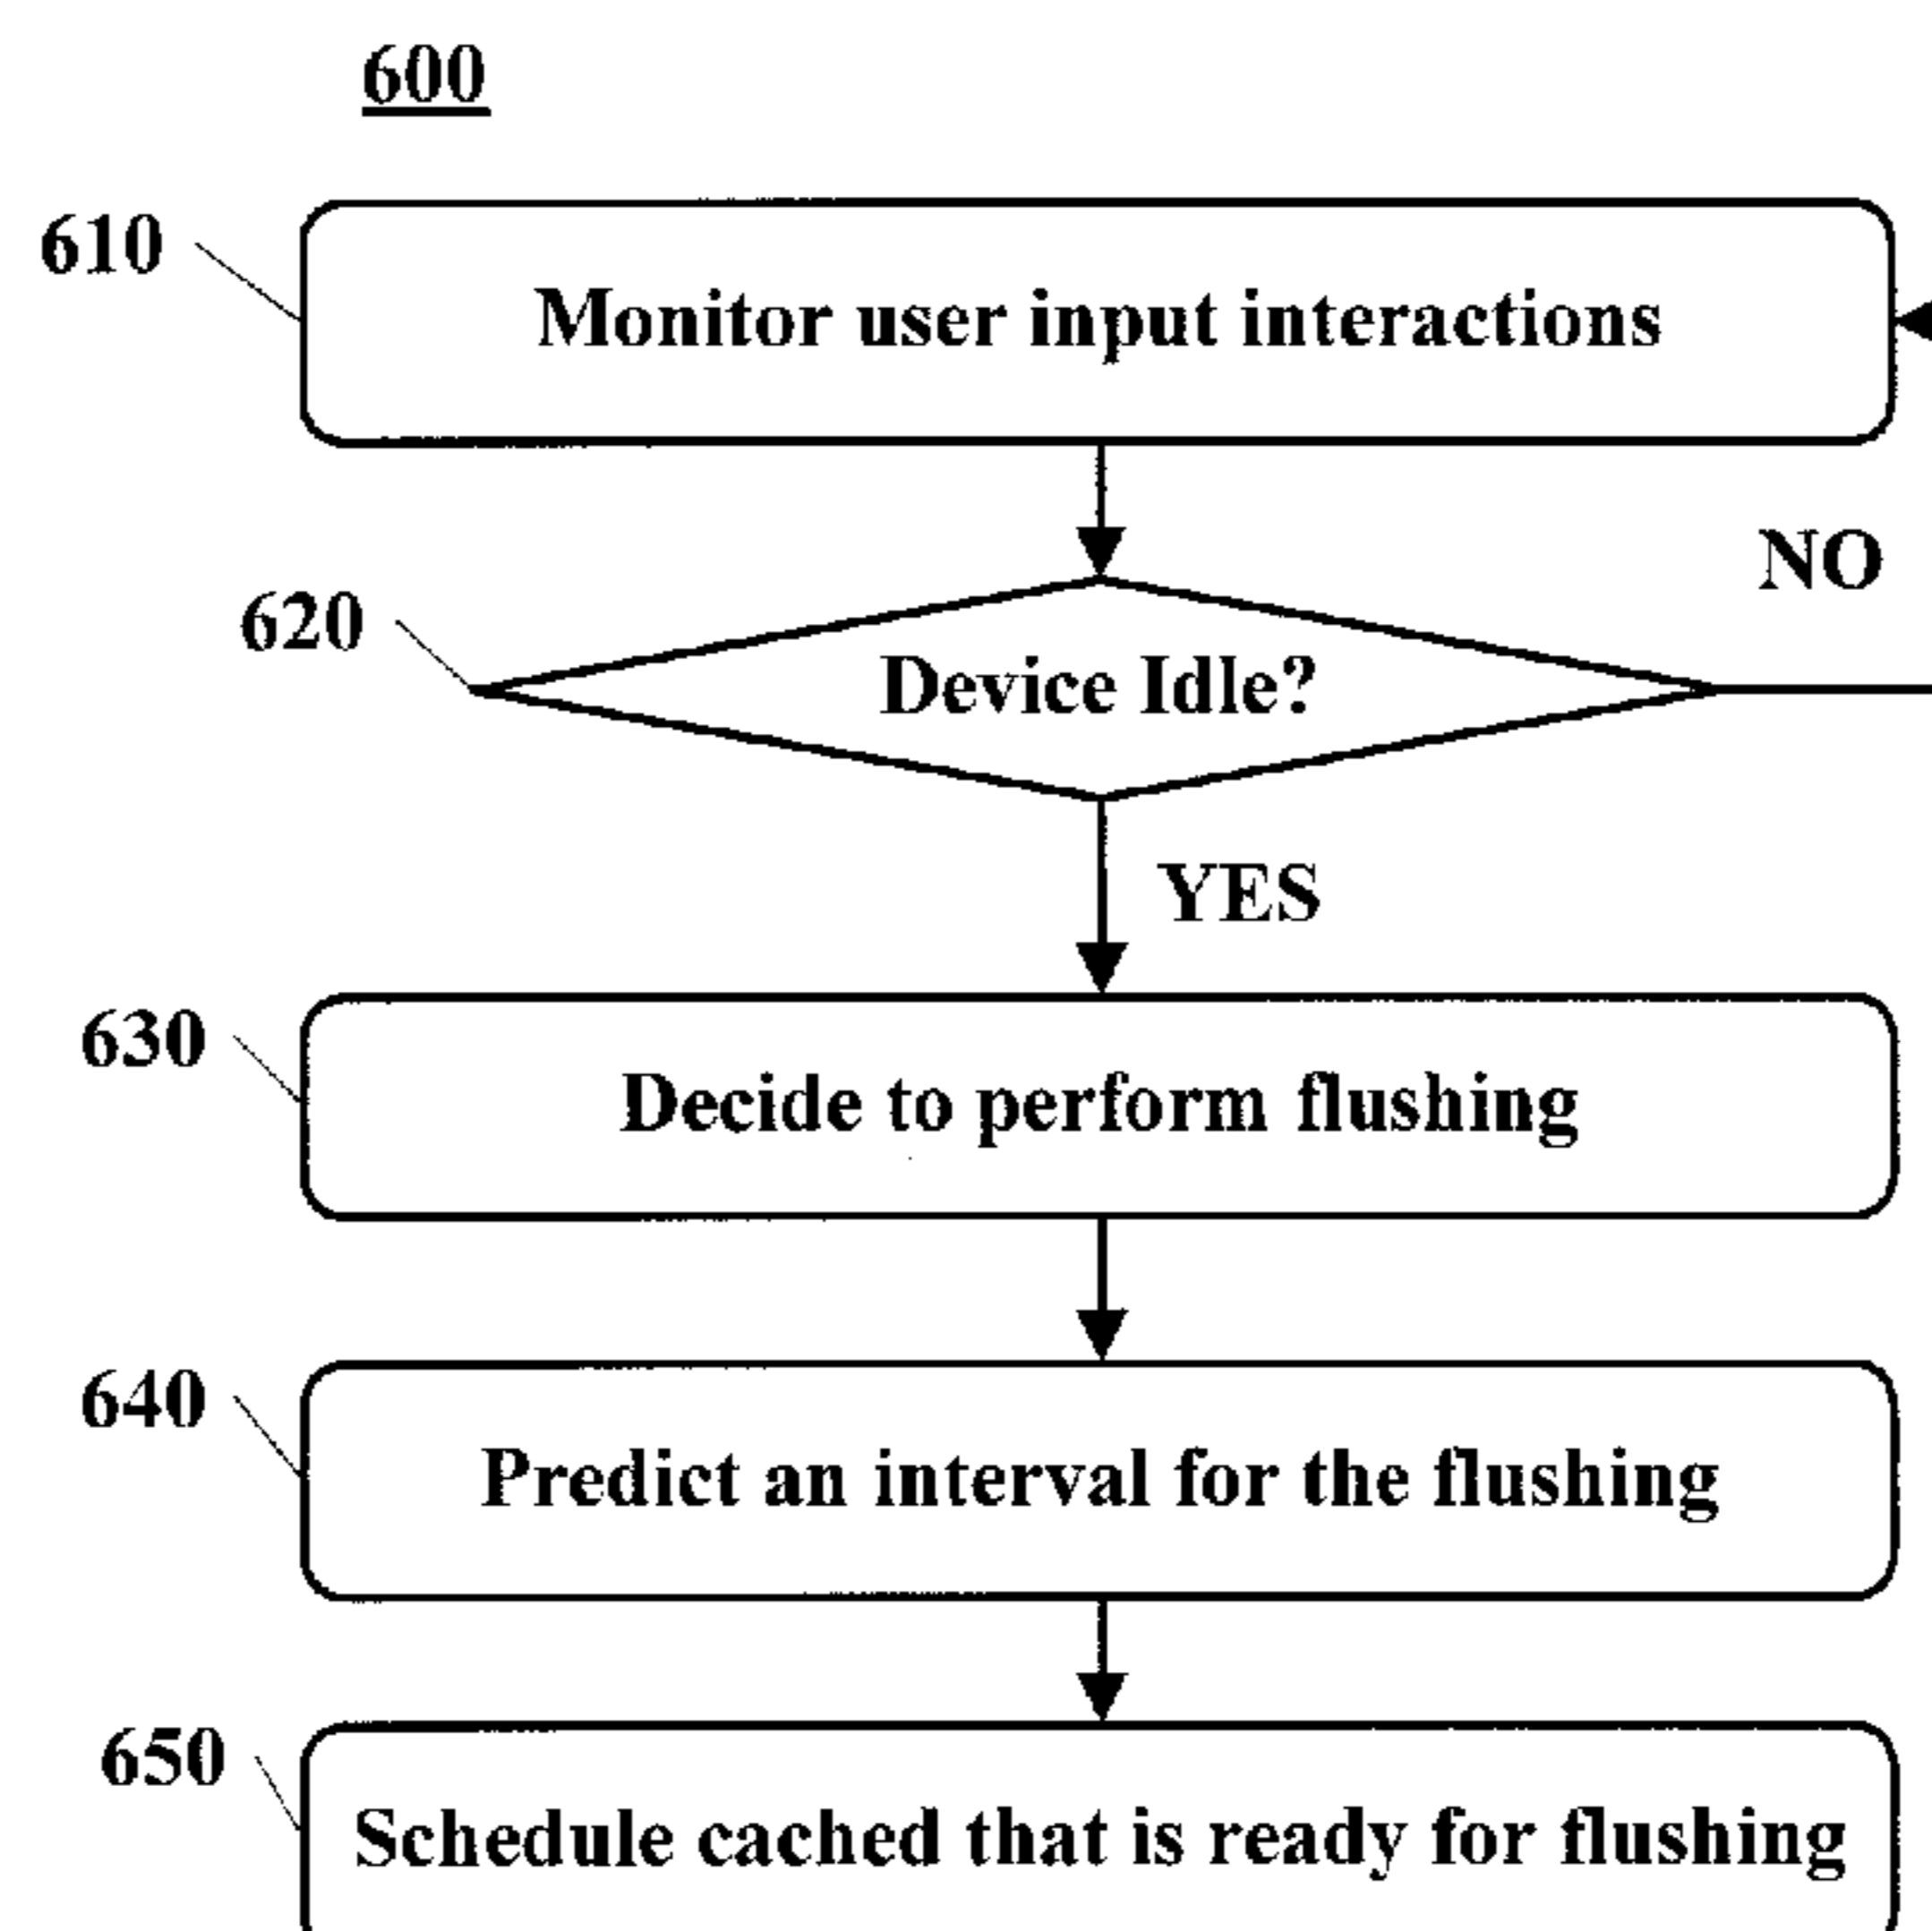 600
610
Monitor user input interactions
NO
620
Device Idle?
YES
630
Decide to perform flushing
640
Predict an interval for the flushing
650
Schedule cached that is ready for flushing